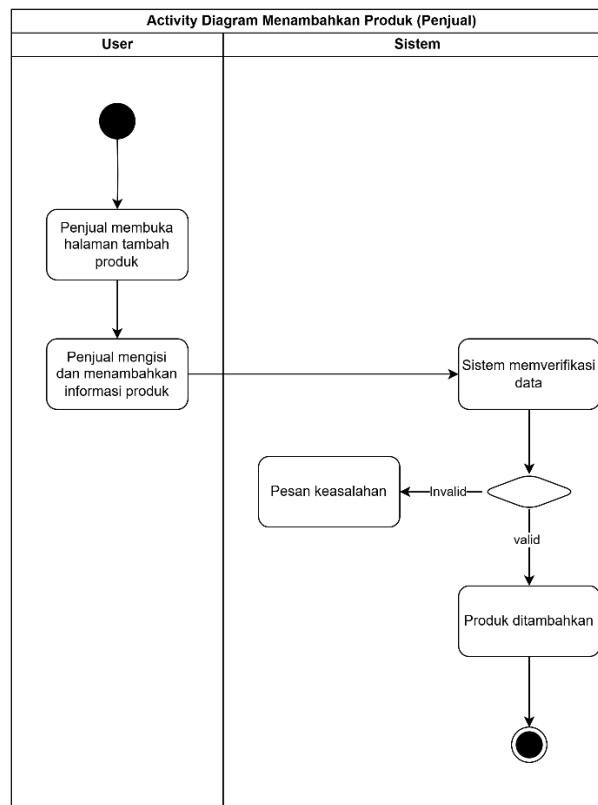 Activity Diagram Menambahkan Produk (Penjual)
User
Sistem
Penjual membuka
halaman tambah
produk
Penjual mengisi
dan menambahkan
informasi produk
Sistem memverifikasi
data
Pesan keasalahan
Invalid
valid
Produk ditambahkan